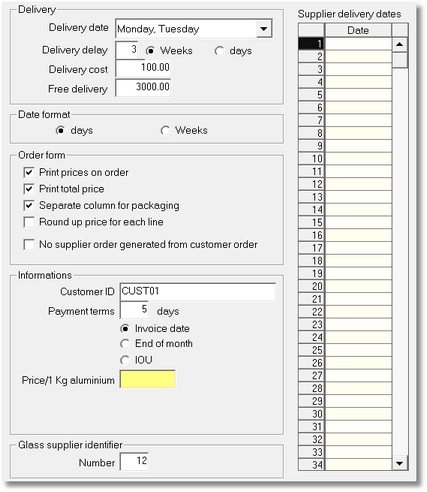 Delivery
Delivery date Monday, Tuesday
Delivery delay 3 Weeks days
Delivery cost 100.00
Free delivery 3000.00
Date format
days Weeks
Order form
Print prices on order
Print total price
Separate column for packaging
Round up price for each line
No supplier order generated from customer order
Informations
Customer ID CUST01
Payment terms 5 days
Invoice date
End of month
IOU
Price/1 Kg aluminium
Glass supplier identifier
Number 12
Supplier delivery dates
Date
1
2
3
4
5
6
7
8
9
10
11
12
13
14
15
16
17
18
19
20
21
22
23
24
25
26
27
28
29
30
31
32
33
34